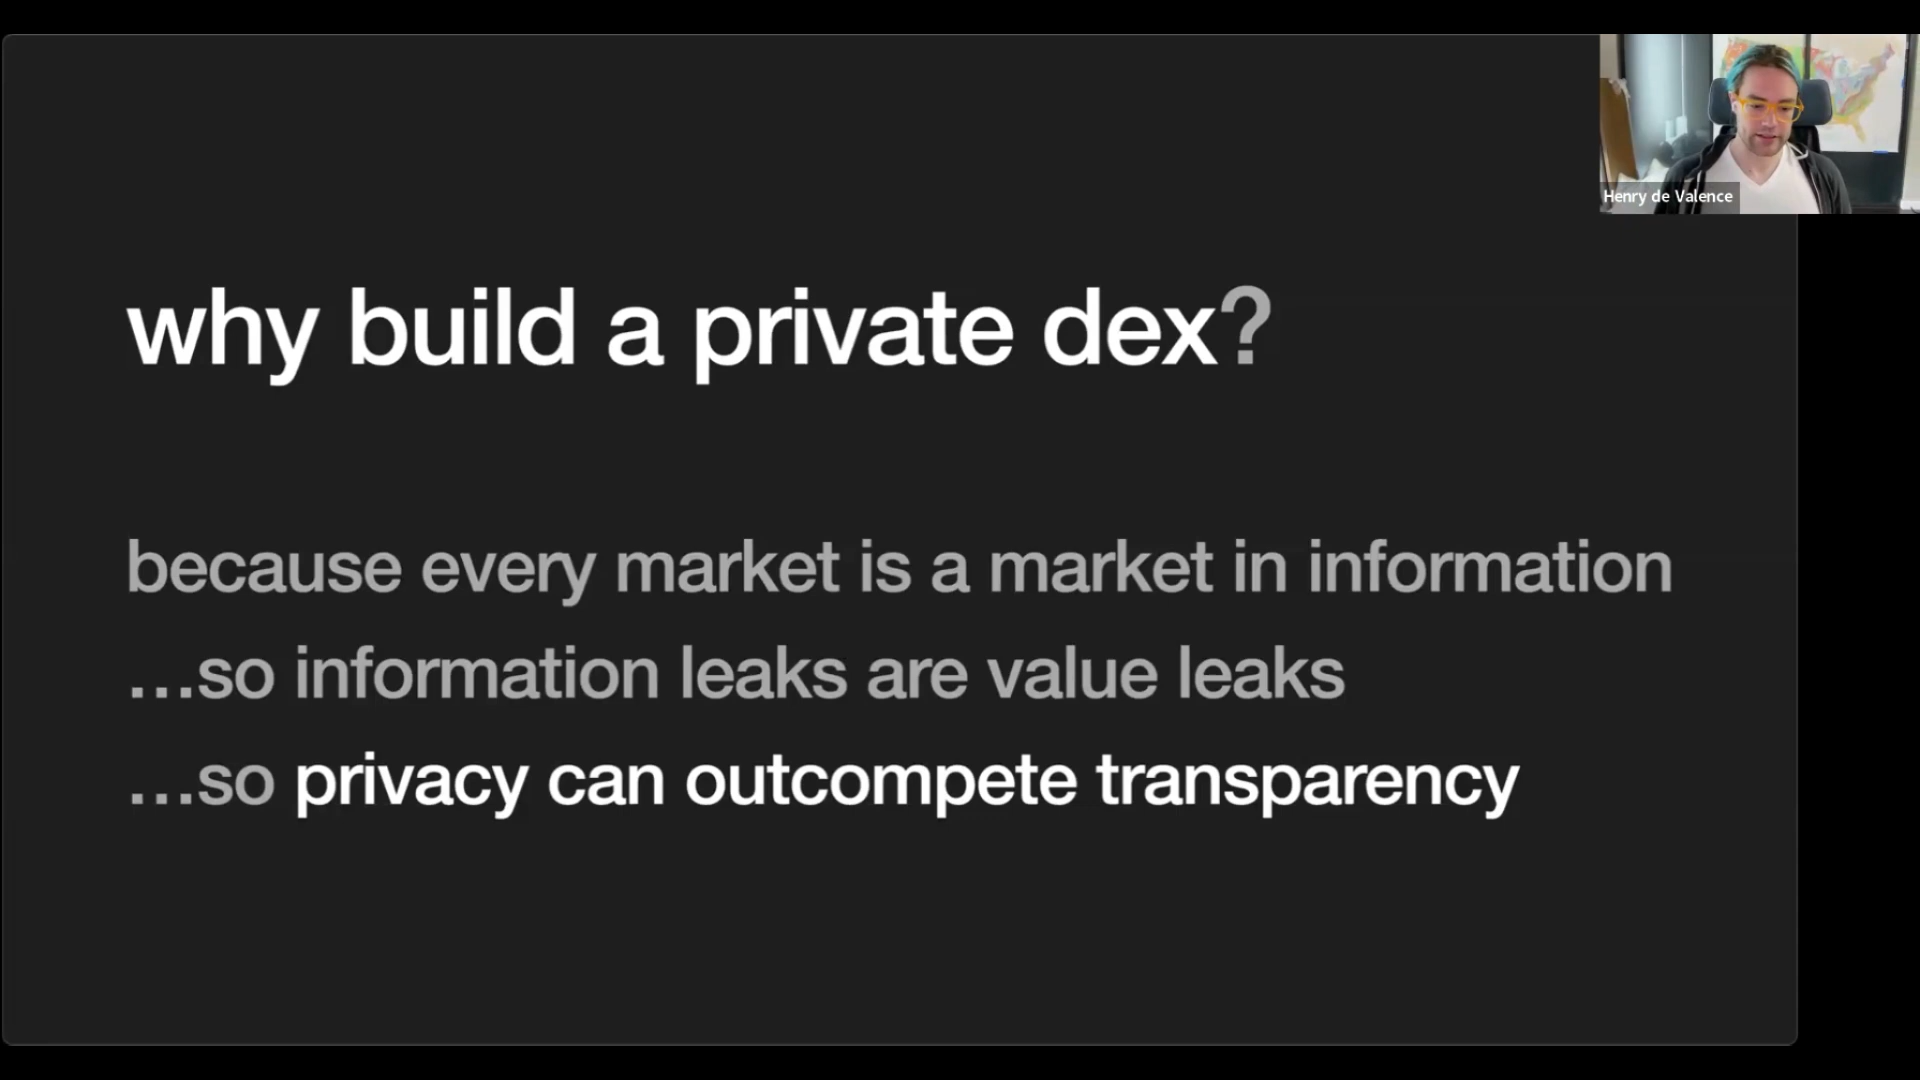 Henry de Valence
why build a private dex?
because every market is a market in information
…so information leaks are value leaks
…so privacy can outcompete transparency